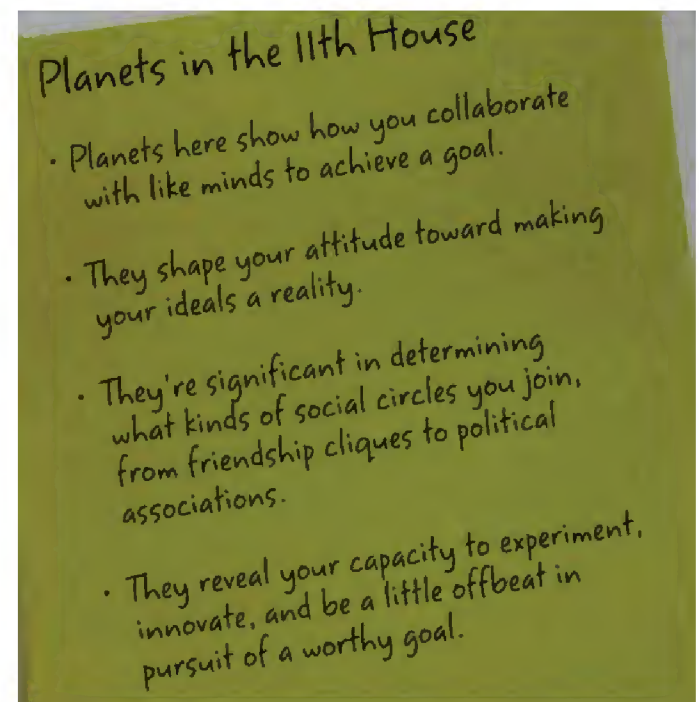 Planets in the 11th House
· Planets here show how you collaborate
with like minds to achieve a goal.
· They shape your attitude toward making
your ideals a reality.
· They're significant in determining
what kinds of social circles you join,
from friendship cliques to political
associations.
· They reveal your capacity to experiment,
innovate, and be a little offbeat in
pursuit of a worthy goal.